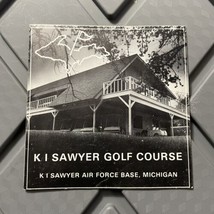 K I SAWYER GOLF COURSE
K I SAWYER AIR FORCE BASE, MICHIGAN